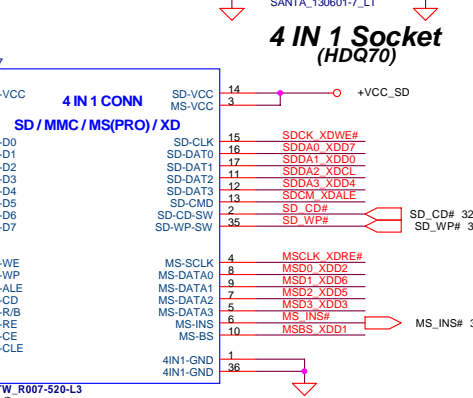 SANTA_130601-7_L1
4 IN 1 Socket
(HDQ70)
-VCC
4 IN 1 CONN
SD / MMC / MS(PRO) / XD
SD-VCC 14 +VCC_SD
MS-VCC 3
-D0 SD-CLK 15 SDCK_XDWE#
-D1 SD-DAT0 16 SDDA0_XDD7
-D2 SD-DAT1 17 SDDA1_XDD0
-D3 SD-DAT2 11 SDDA2_XDCL
-D4 SD-DAT3 12 SDDA3_XDD4
-D5 SD-CMD 13 SDCM_XDALE
-D6 SD-CD-SW 2 SD_CD# SD_CD# 32
-D7 SD-WP-SW 35 SD_WP# SD_WP# 3
-WE MS-SCLK 4 MSCLK_XDRE#
-WP MS-DATA0 8 MSD0_XDD2
-ALE MS-DATA1 9 MSD1_XDD6
-CD MS-DATA2 7 MSD2_XDD5
-R/B MS-DATA3 5 MSD3_XDD3
-RE MS-INS 6 MS_INS# MS_INS# 3
-CE MS-BS 10 MSBS_XDD1
-CLE
4IN1-GND 1
4IN1-GND 36
TW_R007-520-L3